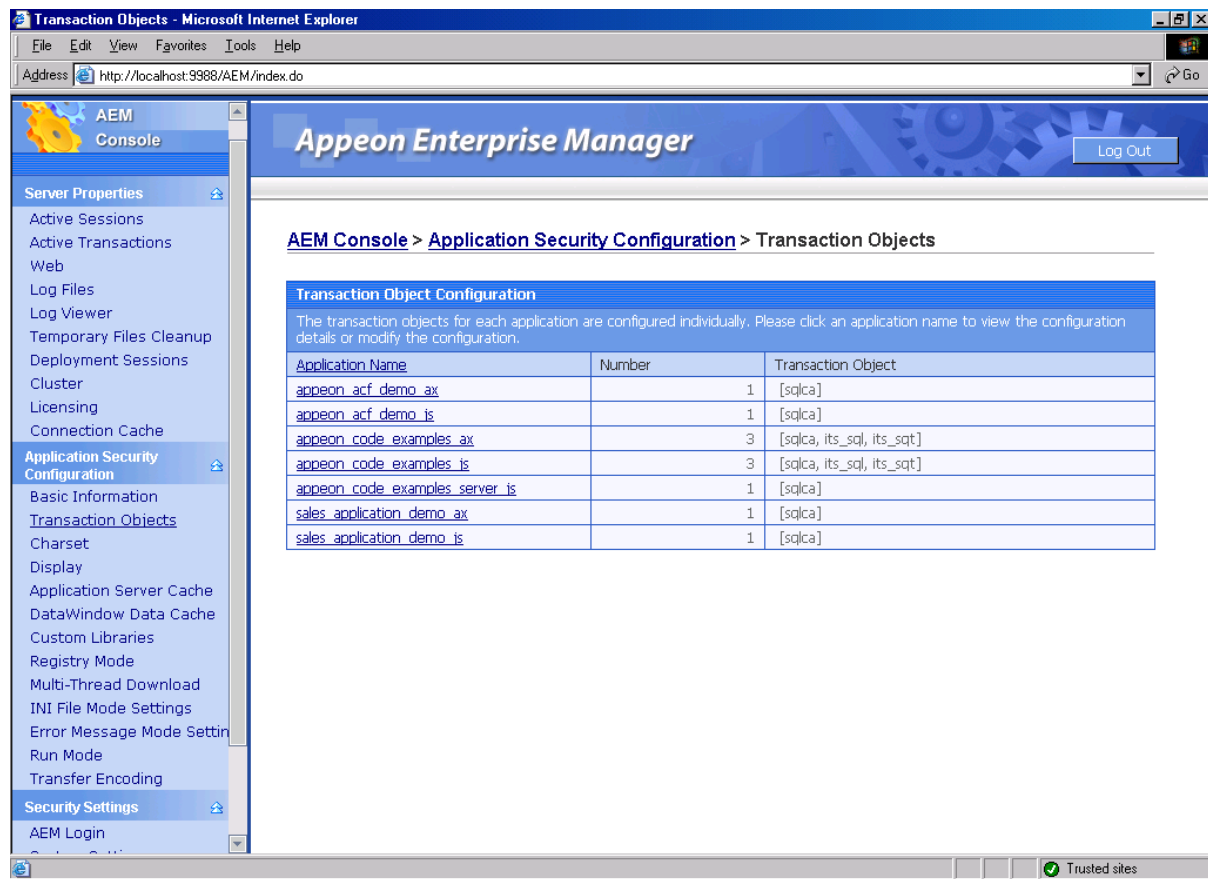 Transaction Objects - Microsoft Internet Explorer
File Edit View Favorites Tools Help
Address http://localhost:9988/AEM/index.do Go
AEM
Console
Server Properties
Active Sessions
Active Transactions
Web
Log Files
Log Viewer
Temporary Files Cleanup
Deployment Sessions
Cluster
Licensing
Connection Cache
Application Security
Configuration
Basic Information
Transaction Objects
Charset
Display
Application Server Cache
DataWindow Data Cache
Custom Libraries
Registry Mode
Multi-Thread Download
INI File Mode Settings
Error Message Mode Settin
Run Mode
Transfer Encoding
Security Settings
AEM Login
Appeon Enterprise Manager
Log Out
AEM Console > Application Security Configuration > Transaction Objects
Transaction Object Configuration
The transaction objects for each application are configured individually. Please click an application name to view the configuration
details or modify the configuration.
Application Name Number Transaction Object
appeon_acf_demo_ax 1 [sqlca]
appeon_acf_demo_js 1 [sqlca]
appeon_code_examples_ax 3 [sqlca, its_sql, its_sqt]
appeon_code_examples_js 3 [sqlca, its_sql, its_sqt]
appeon_code_examples_server_js 1 [sqlca]
sales_application_demo_ax 1 [sqlca]
sales_application_demo_js 1 [sqlca]
Trusted sites